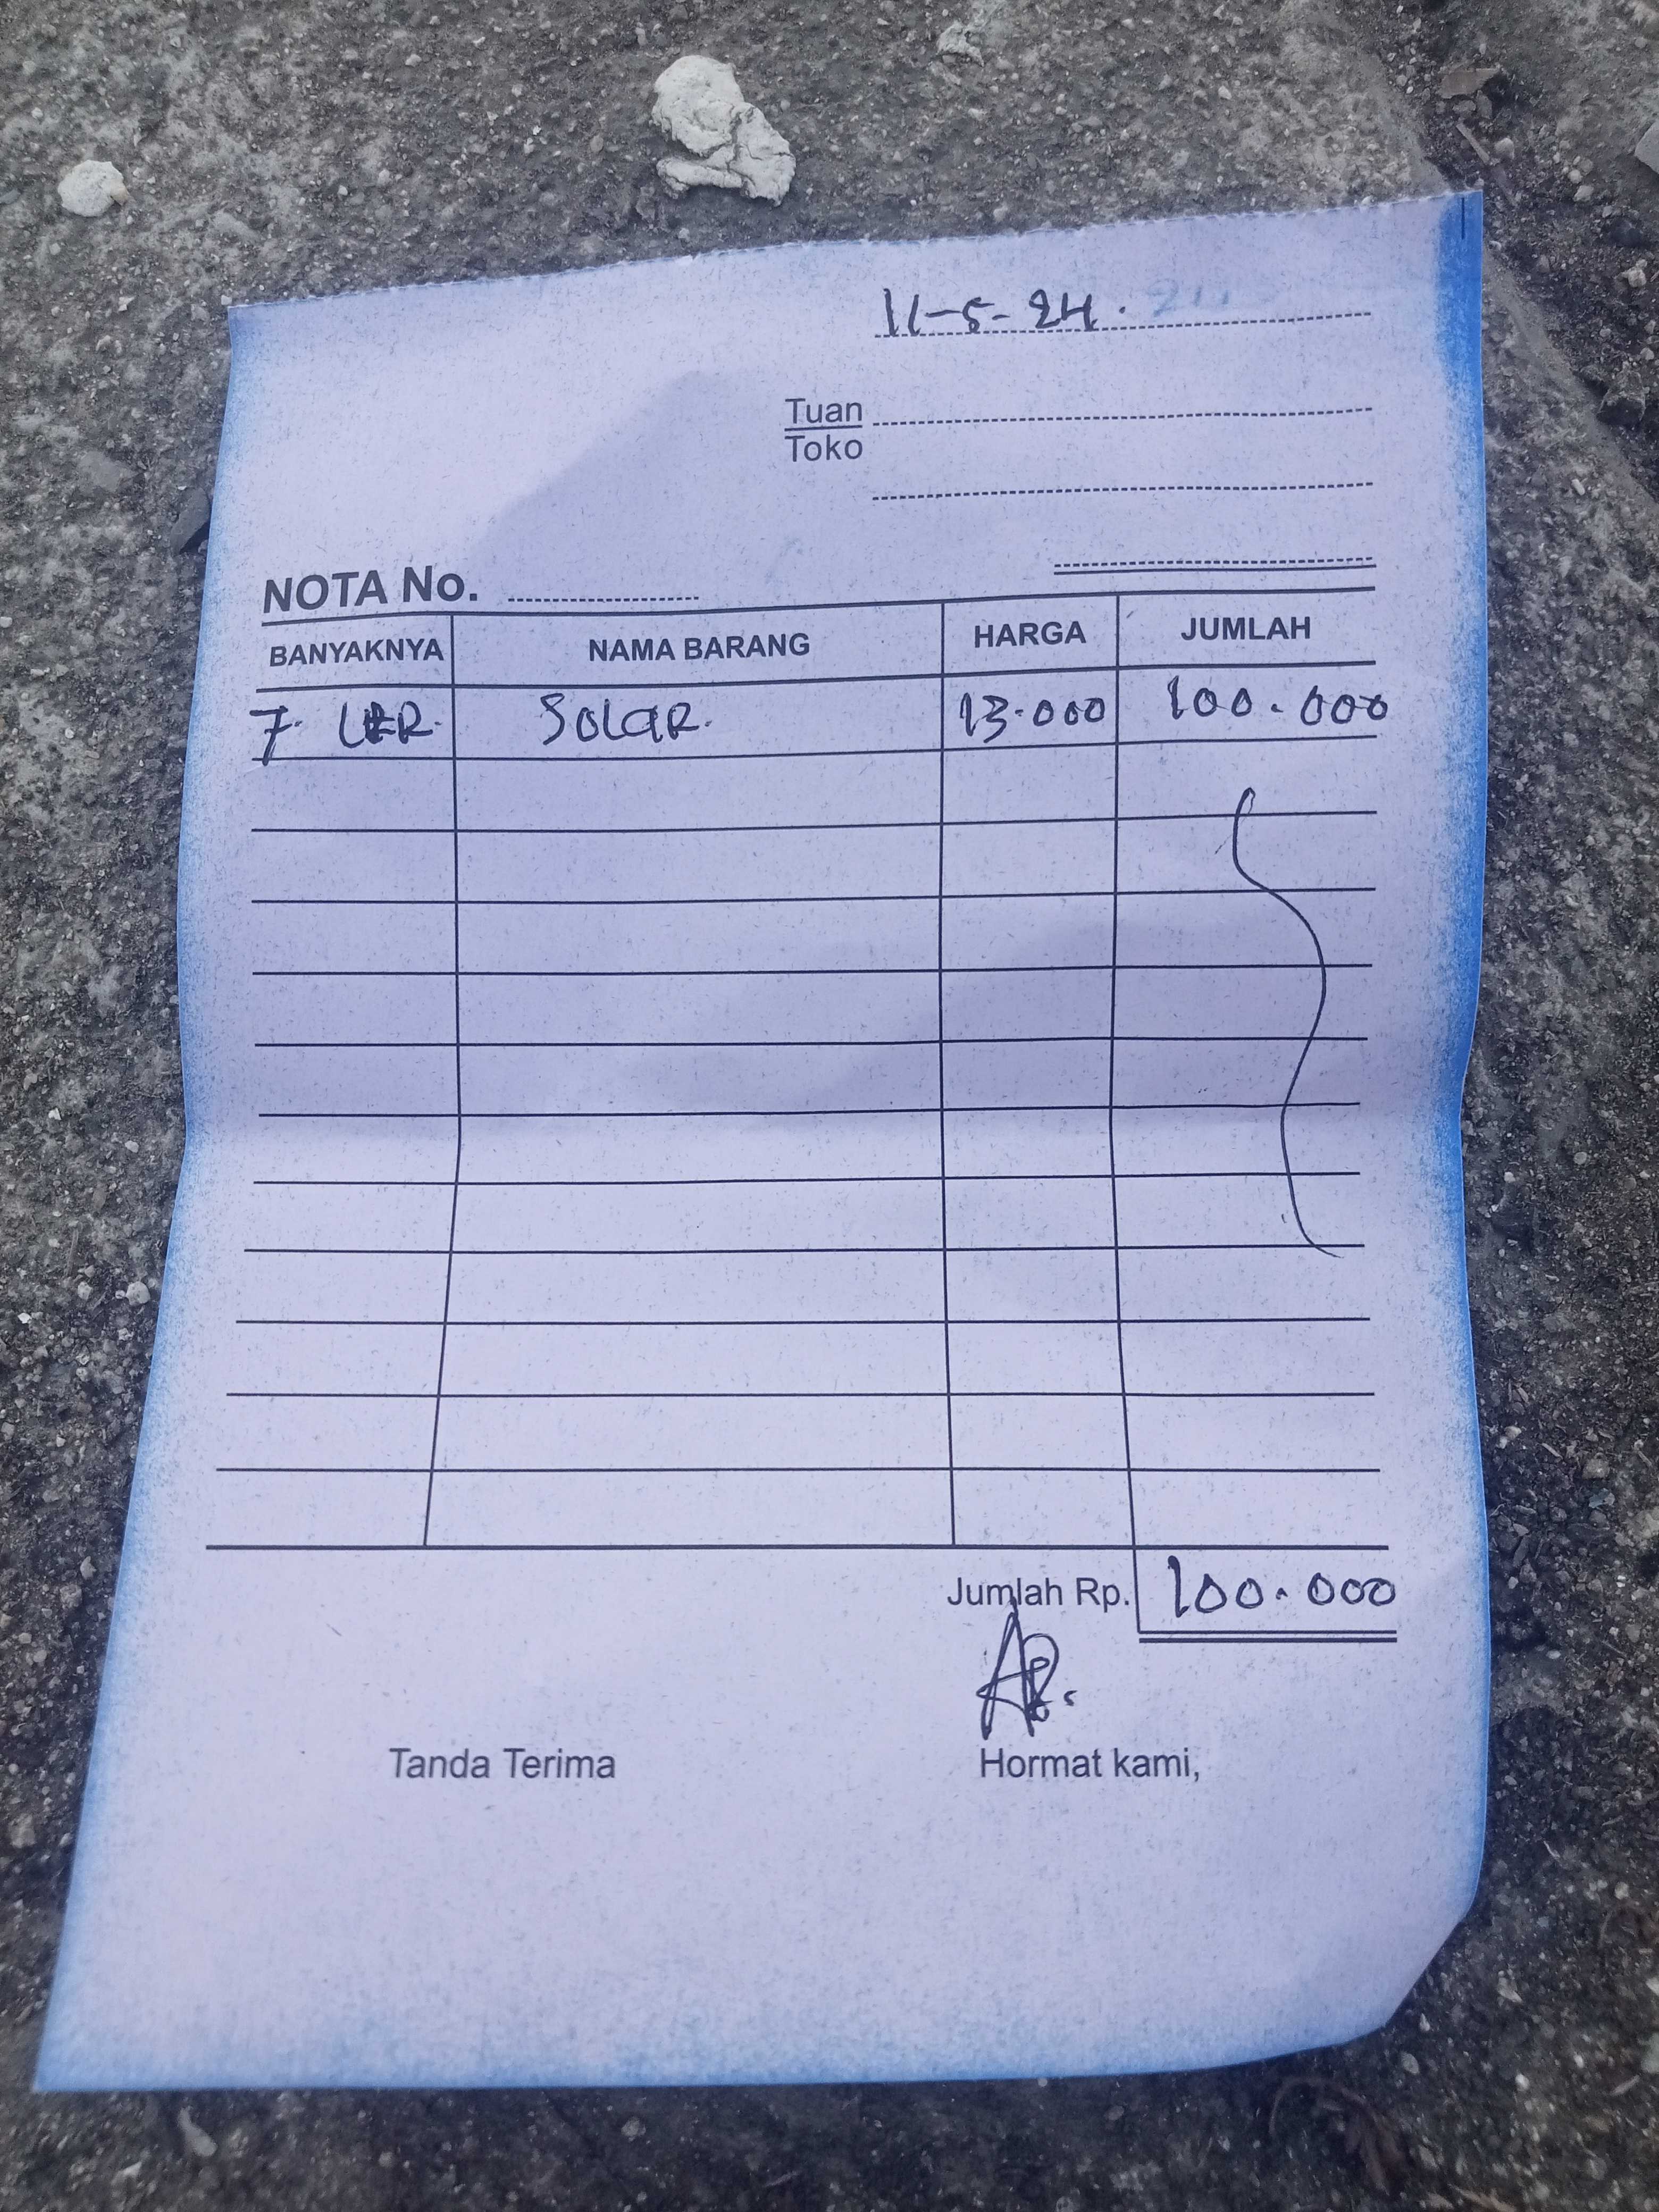 11-5-24.
Tuan
Toko
NOTA No.
BANYAKNYA NAMA BARANG HARGA JUMLAH
7. LTR. SOLAR. 13.000 100.000
Jumlah Rp. 100.000
Tanda Terima Hormat kami,